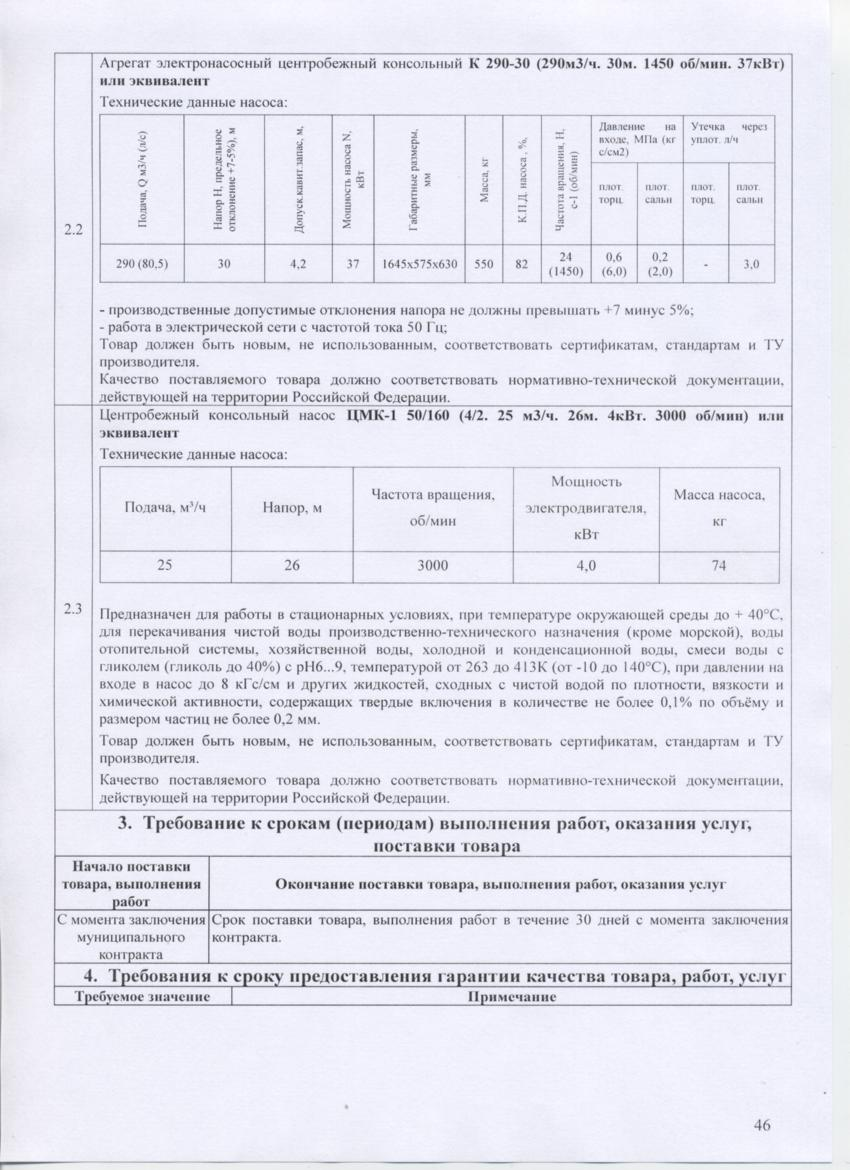 Агрегат электронасосный центробежный консольный К 290-30 (290м3/ч. 30м. 1450 об/мин. 37кВт)
или эквивалент
Технические данные насоса:
Подача, Q м3/ч (л/с)
Напор Н, предельное
отклонение +7-5%), м
Допуск.кавит.запас, м,
Мощность насоса N,
кВт
Габаритные размеры,
мм
Масса, кг
К.П.Д. насоса , %,
Частота вращения, Н,
с-1 (об/мин)
Давление на
входе, МПа (кг
с/см2)
Утечка через
уплот. л/ч
плот.
торц.
плот.
сальн
плот.
торц.
плот.
сальн
2.2
290 (80,5) 30 4,2 37 1645х575х630 550 82 24
(1450)
0,6
(6,0)
0,2
(2,0)
- 3,0
- производственные допустимые отклонения напора не должны превышать +7 минус 5%;
- работа в электрической сети с частотой тока 50 Гц;
Товар должен быть новым, не использованным, соответствовать сертификатам, стандартам и ТУ
производителя.
Качество поставляемого товара должно соответствовать нормативно-технической документации,
действующей на территории Российской Федерации.
Центробежный консольный насос ЦМК-1 50/160 (4/2. 25 м3/ч. 26м. 4кВт. 3000 об/мин) или
эквивалент
Технические данные насоса:
Подача, м³/ч
Напор, м
Частота вращения,
об/мин
Мощность
электродвигателя,
кВт
Масса насоса,
кг
25 26 3000 4,0 74
2.3
Предназначен для работы в стационарных условиях, при температуре окружающей среды до + 40°С,
для перекачивания чистой воды производственно-технического назначения (кроме морской), воды
отопительной системы, хозяйственной воды, холодной и конденсационной воды, смеси воды с
гликолем (гликоль до 40%) с рН6...9, температурой от 263 до 413К (от -10 до 140°С), при давлении на
входе в насос до 8 кГс/см и других жидкостей, сходных с чистой водой по плотности, вязкости и
химической активности, содержащих твердые включения в количестве не более 0,1% по объёму и
размером частиц не более 0,2 мм.
Товар должен быть новым, не использованным, соответствовать сертификатам, стандартам и ТУ
производителя.
Качество поставляемого товара должно соответствовать нормативно-технической документации,
действующей на территории Российской Федерации.
3. Требование к срокам (периодам) выполнения работ, оказания услуг,
поставки товара
Начало поставки
товара, выполнения
работ
Окончание поставки товара, выполнения работ, оказания услуг
С момента заключения
муниципального
контракта
Срок поставки товара, выполнения работ в течение 30 дней с момента заключения
контракта.
4. Требования к сроку предоставления гарантии качества товара, работ, услуг
Требуемое значение Примечание
46